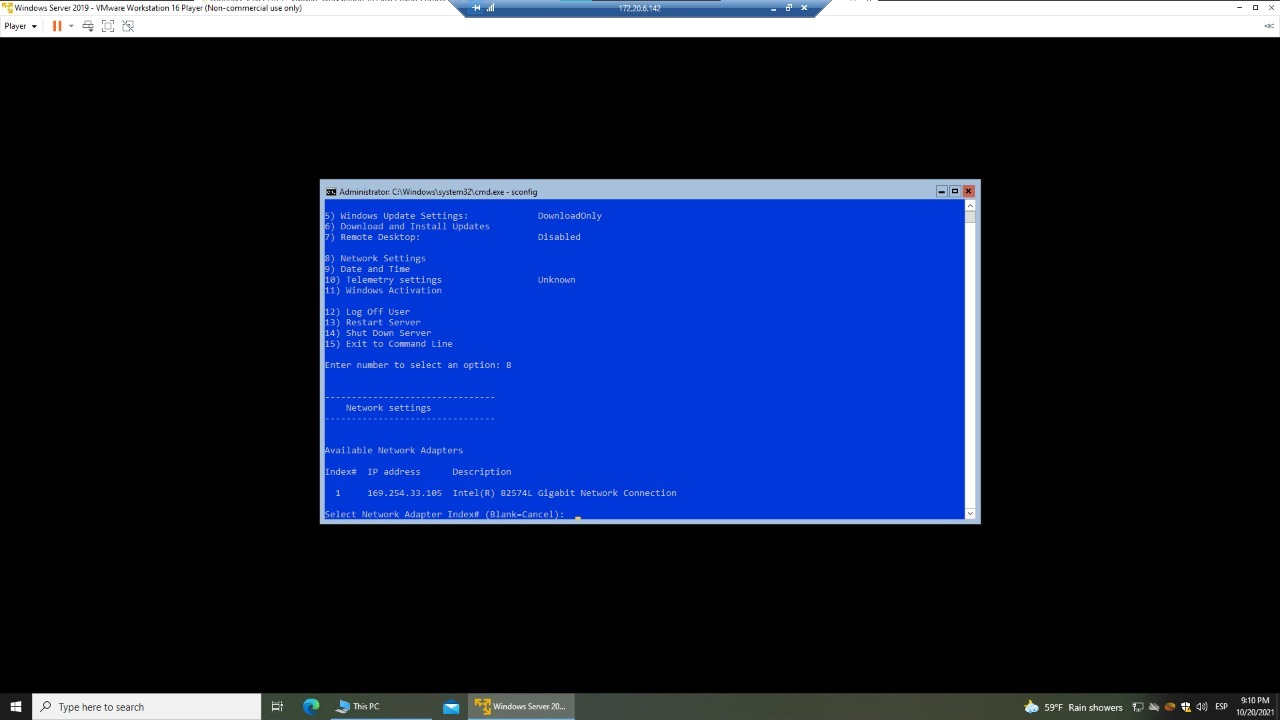 Windows Server 2019 - VMware Workstation 16 Player (Non-commercial use only)
172.20.6.142
Player
Administrator: C:\Windows\system32\cmd.exe - sconfig
5) Windows Update Settings: DownloadOnly
6) Download and Install Updates
7) Remote Desktop: Disabled
8) Network Settings
9) Date and Time
10) Telemetry settings Unknown
11) Windows Activation
12) Log Off User
13) Restart Server
14) Shut Down Server
15) Exit to Command Line
Enter number to select an option: 8
-------------------------------
Network settings
-------------------------------
Available Network Adapters
Index# IP address Description
1 169.254.33.105 Intel(R) 82574L Gigabit Network Connection
Select Network Adapter Index# (Blank=Cancel):
Type here to search
This PC
Windows Server 20...
59°F Rain showers
ESP
9:10 PM
10/20/2021